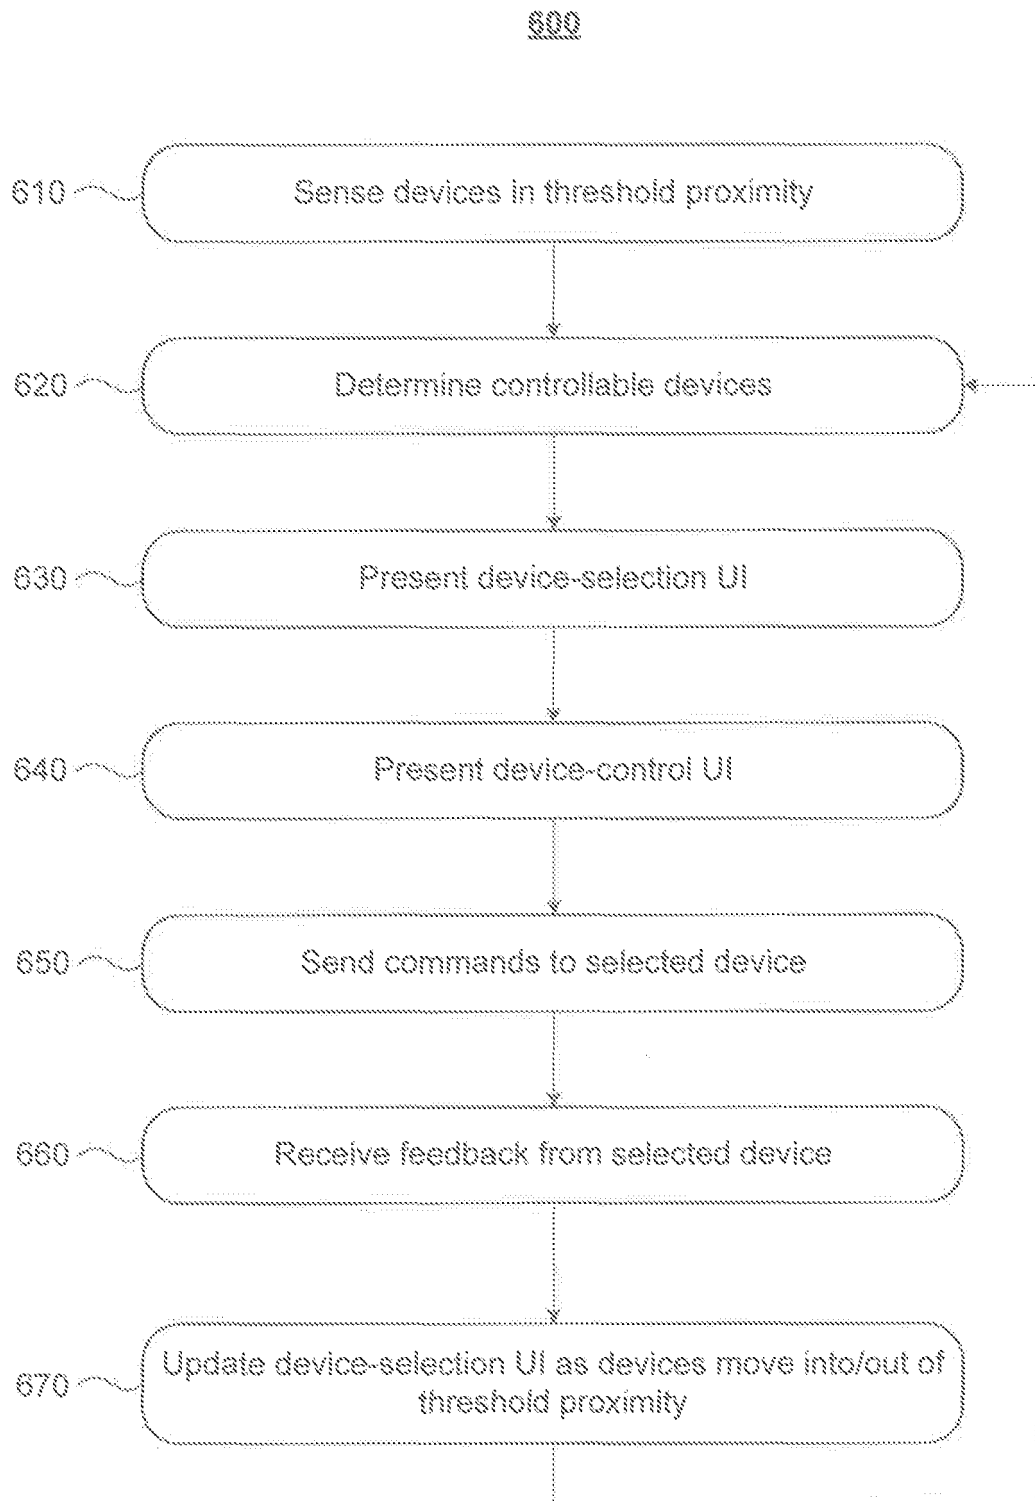 600
610 Sense devices in threshold proximity
620 Determine controllable devices
630 Present device-selection UI
640 Present device-control UI
650 Send commands to selected device
660 Receive feedback from selected device
670 Update device-selection UI as devices move into/out of
threshold proximity